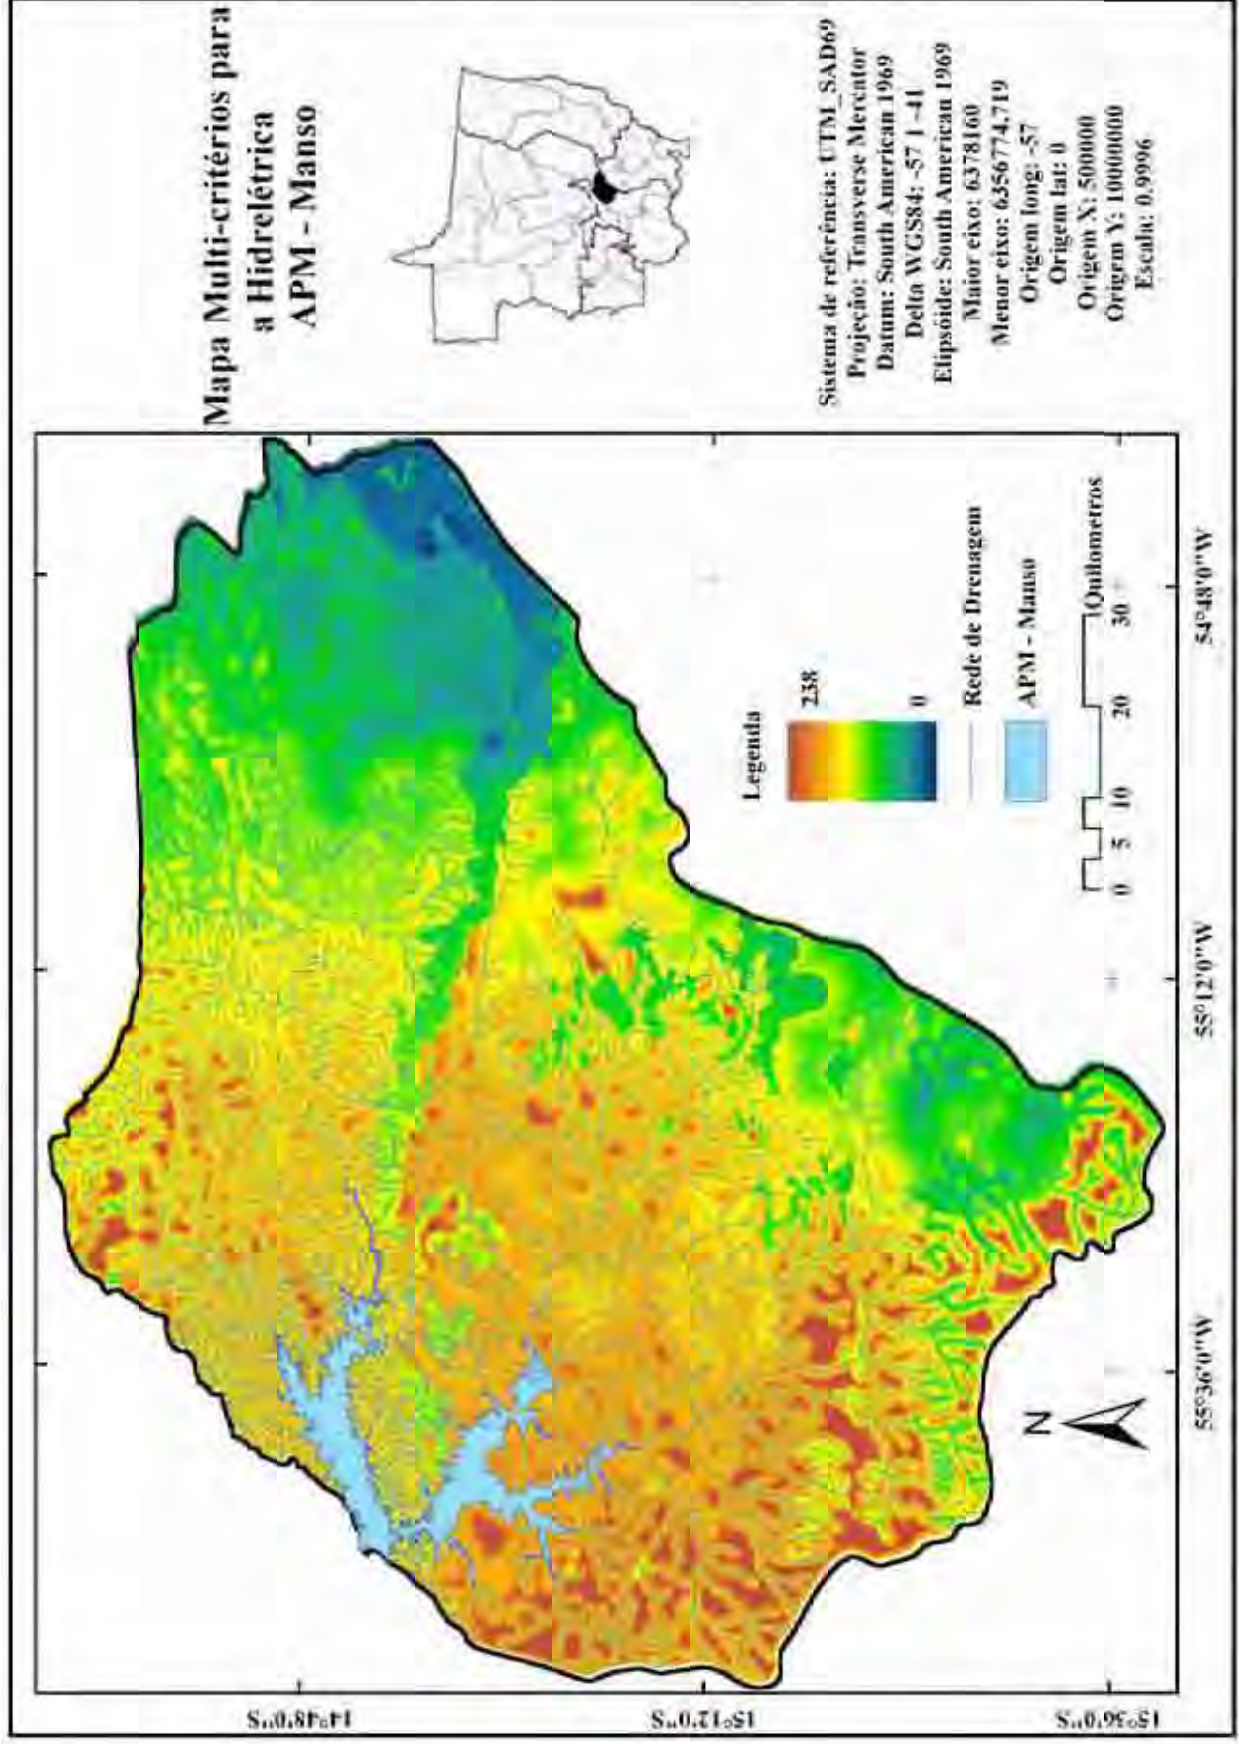 Mapa Multi-critérios para
a Hidrelétrica
APM - Manso
Sistema de referência: UTM_SAD69
Projeção: Transverse Mercator
Datum: South American 1969
Delta WGS84: -57 1 -41
Elipsóide: South American 1969
Maior eixo: 6378160
Menor eixo: 6356774,719
Origem long: -57
Origem lat: 0
Origem X: 500000
Origem Y: 10000000
Escala: 0.9996
Legenda
238
0
Rede de Drenagem
APM - Manso
0 5 10 20 30
Quilometros
N
14°48'0"S
15°12'0"S
15°36'0"S
55°36'0"W
55°12'0"W
54°48'0"W